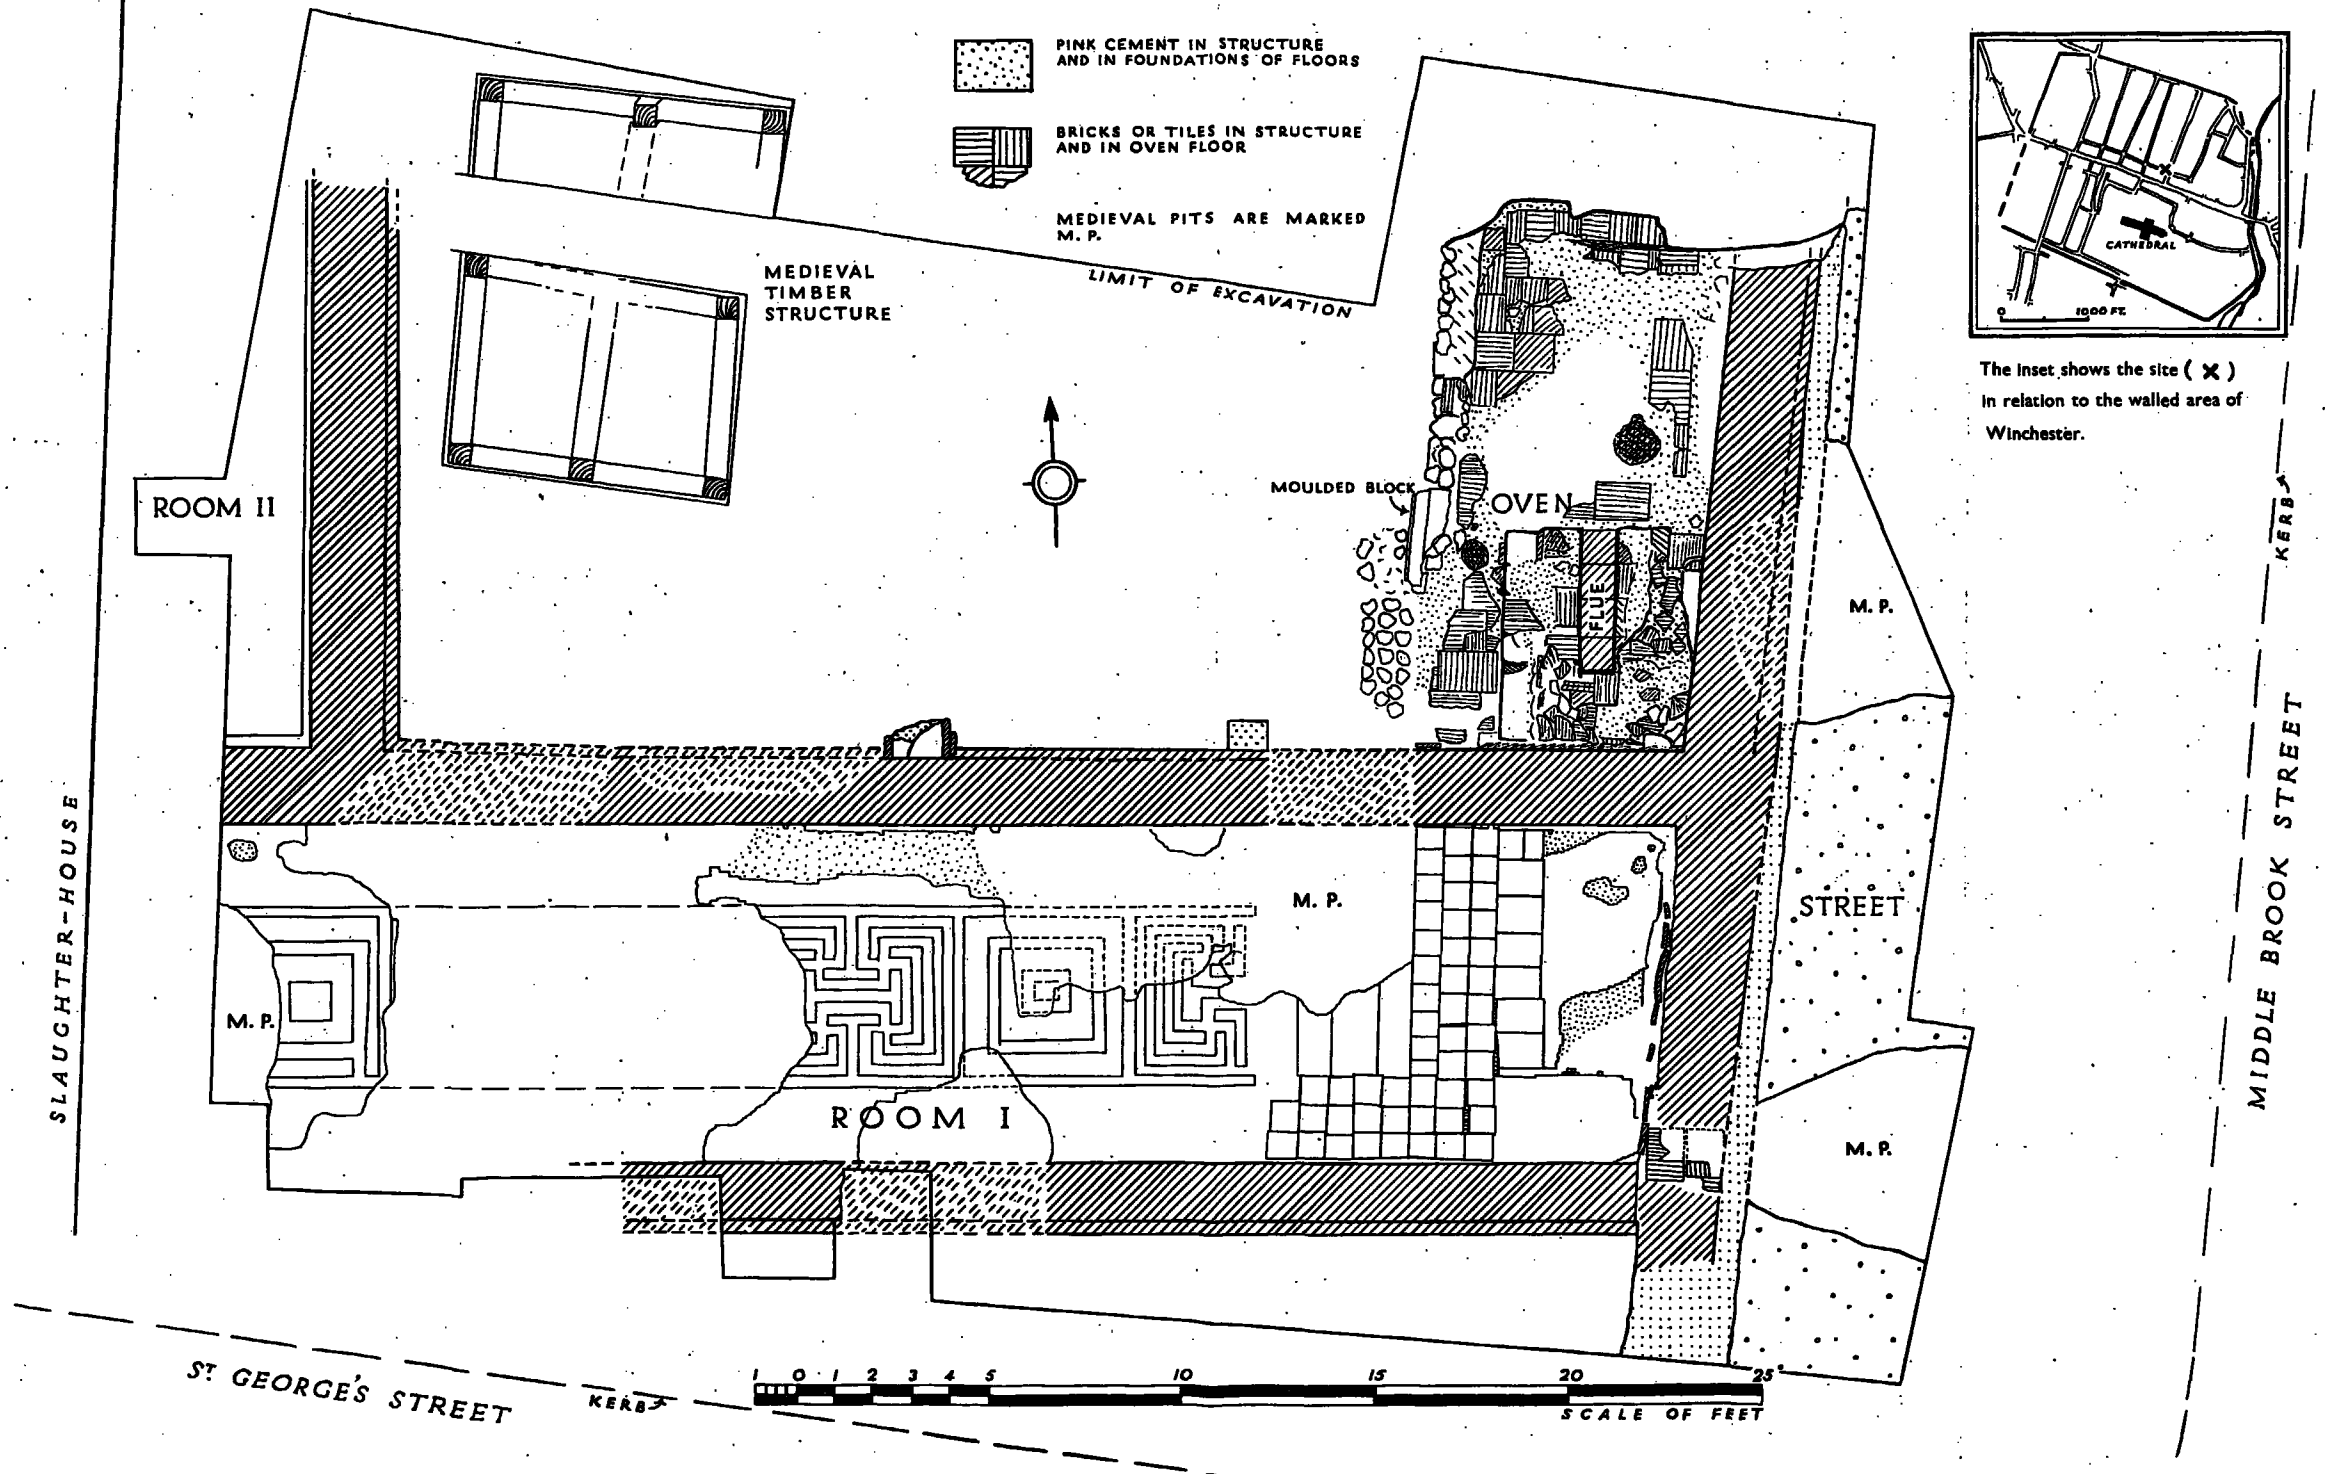 PINK CEMENT IN STRUCTURE
AND IN FOUNDATIONS OF FLOORS
BRICKS OR TILES IN STRUCTURE
AND IN OVEN FLOOR
MEDIEVAL PITS ARE MARKED
M. P.
LIMIT OF EXCAVATION
MEDIEVAL
TIMBER
STRUCTURE
CATHEDRAL
0 1000 FT.
The inset shows the site ( X )
in relation to the walled area of
Winchester.
ROOM II
MOULDED BLOCK
OVEN
FLUE
KERB
M. P.
STREET
MIDDLE BROOK STREET
SLAUGHTER-HOUSE
M. P.
M. P.
ROOM I
M. P.
ST GEORGE'S STREET
KERB
1 0 1 2 3 4 5 10 15 20 25
SCALE OF FEET